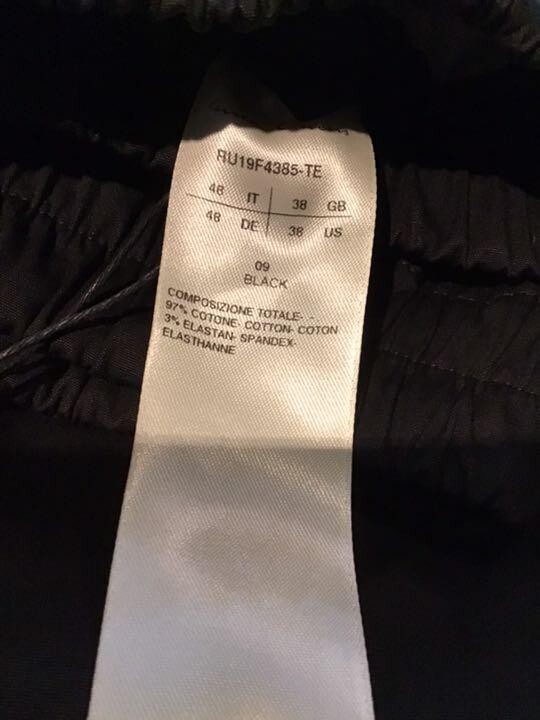 RU19F4385-TE
48 IT 38 GB
48 DE 38 US
09
BLACK
COMPOSIZIONE TOTALE- -
97% COTONE- COTTON- COTON
3% ELASTAN- SPANDEX-
ELASTHANNE